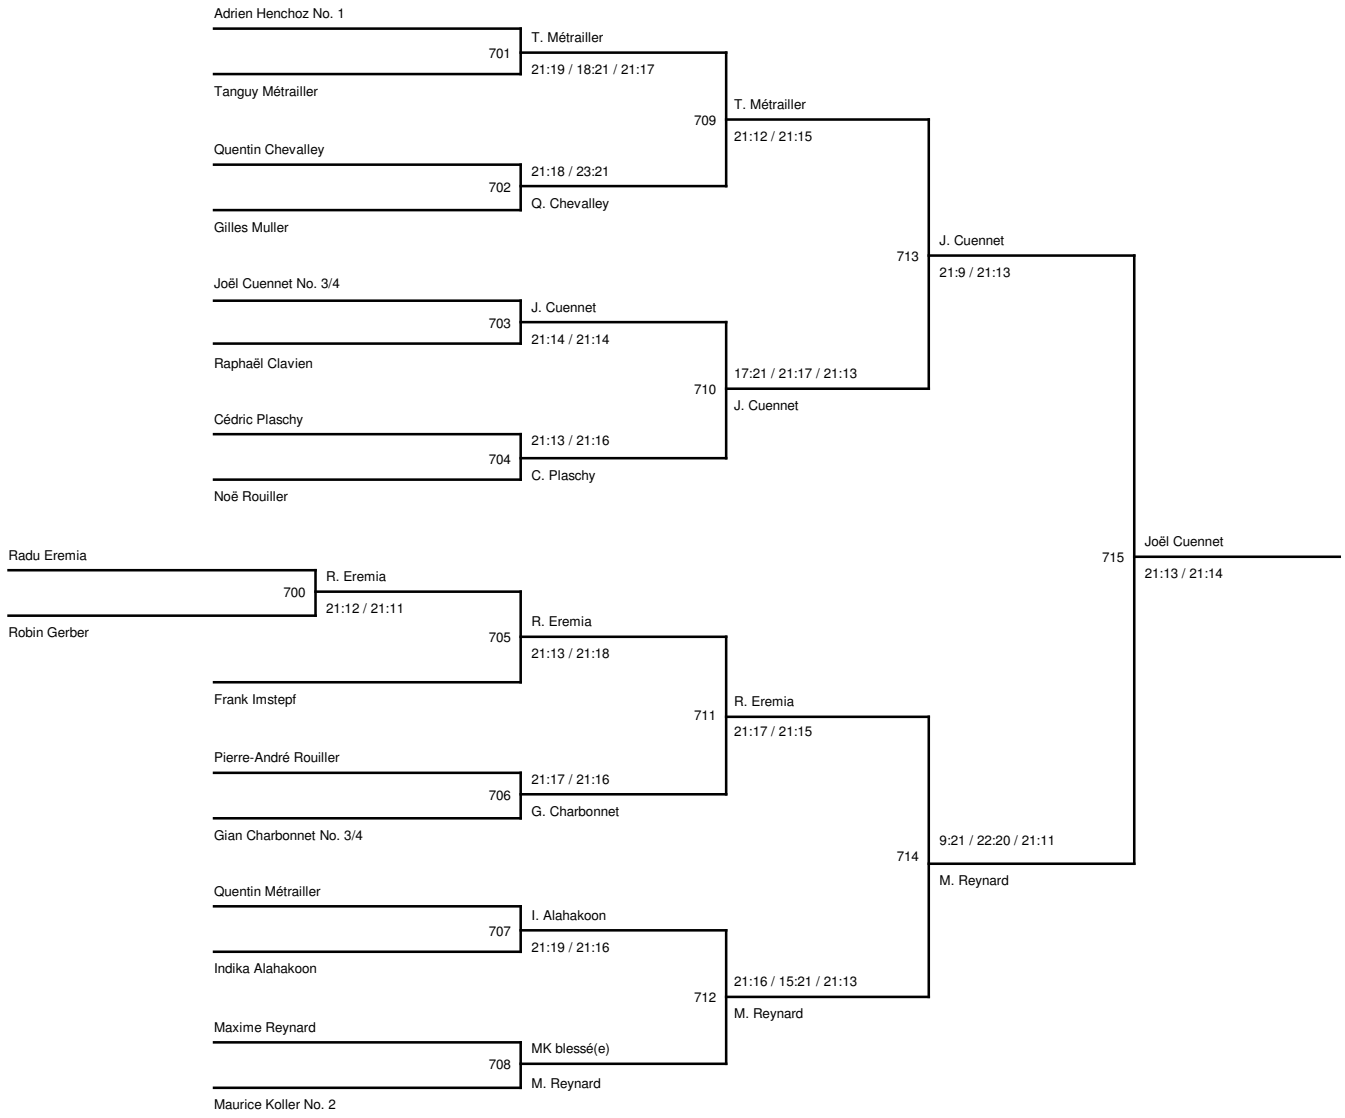 Adrien Henchoz No. 1
T. Métrailler
701
21:19 / 18:21 / 21:17
Tanguy Métrailler
T. Métrailler
709
21:12 / 21:15
Quentin Chevalley
21:18 / 23:21
702
Q. Chevalley
Gilles Muller
J. Cuennet
713
21:9 / 21:13
Joël Cuennet No. 3/4
J. Cuennet
703
21:14 / 21:14
Raphaël Clavien
17:21 / 21:17 / 21:13
710
J. Cuennet
Cédric Plaschy
21:13 / 21:16
704
C. Plaschy
Noë Rouiller
Joël Cuennet
715
21:13 / 21:14
Radu Eremia
R. Eremia
700
21:12 / 21:11
Robin Gerber
R. Eremia
705
21:13 / 21:18
Frank Imstepf
R. Eremia
711
21:17 / 21:15
Pierre-André Rouiller
21:17 / 21:16
706
G. Charbonnet
Gian Charbonnet No. 3/4
9:21 / 22:20 / 21:11
714
M. Reynard
Quentin Métrailler
I. Alahakoon
707
21:19 / 21:16
Indika Alahakoon
21:16 / 15:21 / 21:13
712
M. Reynard
Maxime Reynard
MK blessé(e)
708
M. Reynard
Maurice Koller No. 2